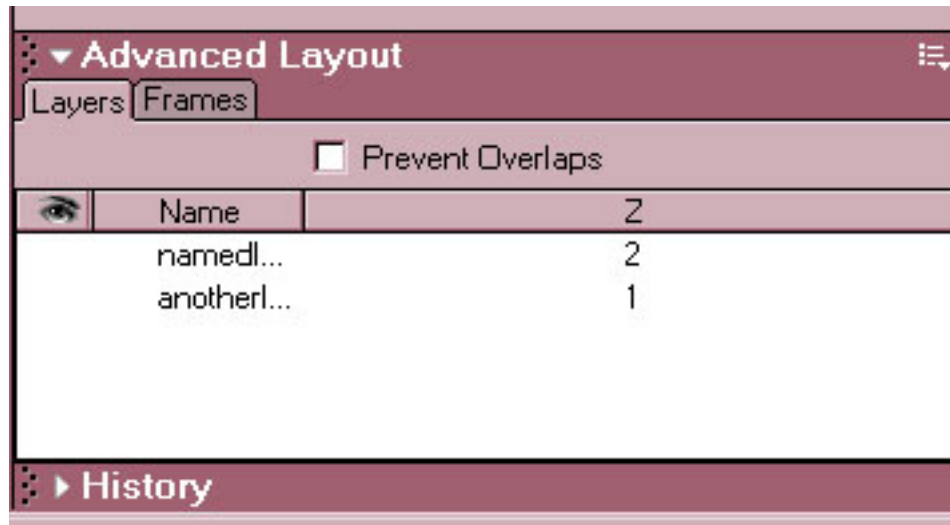 Advanced Layout
Layers Frames
Prevent Overlaps
Name Z
namedl... 2
anotherl... 1
History